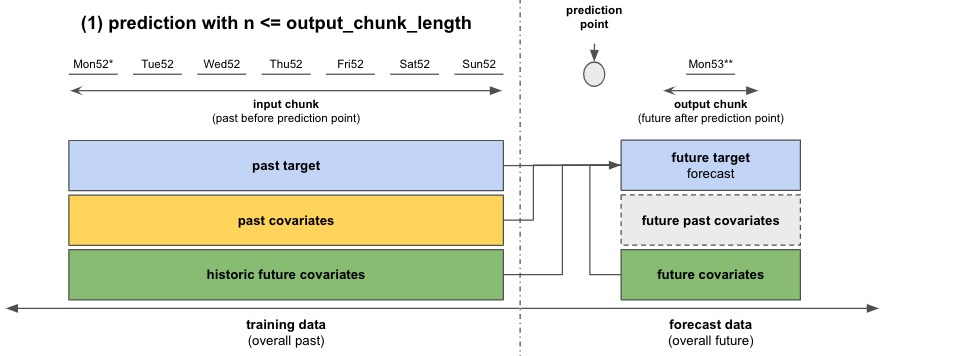 (1) prediction with n <= output_chunk_length
prediction
point
Mon52* Tue52 Wed52 Thu52 Fri52 Sat52 Sun52 Mon53**
input chunk
(past before prediction point)
output chunk
(future after prediction point)
past target
future target
forecast
past covariates
future past covariates
historic future covariates
future covariates
training data
(overall past)
forecast data
(overall future)